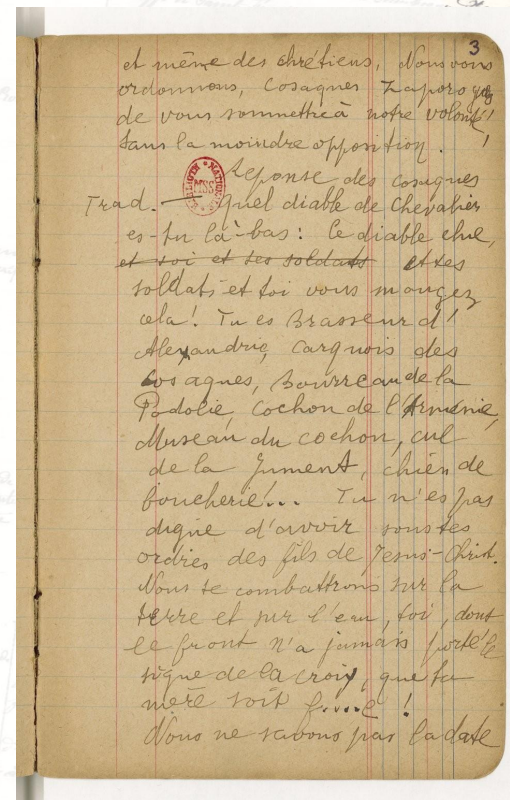 3
et même des chrétiens, Nous vous
ordonnons, Cosaques Zaporogues
de vous sommettre à notre volonté!
sans la moindre opposition.
Reponse des cosaques
Trad. — quel diable de Chevalier
es-tu là-bas: le diable chie,
et toi et tes soldats et tes
soldats et toi vous mangez
cela! Tu es Brasseur d'
Alexandrie, Carquois des
Cosaques, Bourreau de la
Podolie, Cochon de l'Armenie,
Museau du cochon, cul
de la Jument, chien de
boucherie!... Tu n'es pas
digne d'avoir sous tes
ordres des fils de Jesus-Christ.
Nous te combattrons sur la
terre et sur l'eau, toi, dont
le front n'a jamais porté le
signe de la croix, que ta
mère soit f....e!
Nous ne savons pas la date